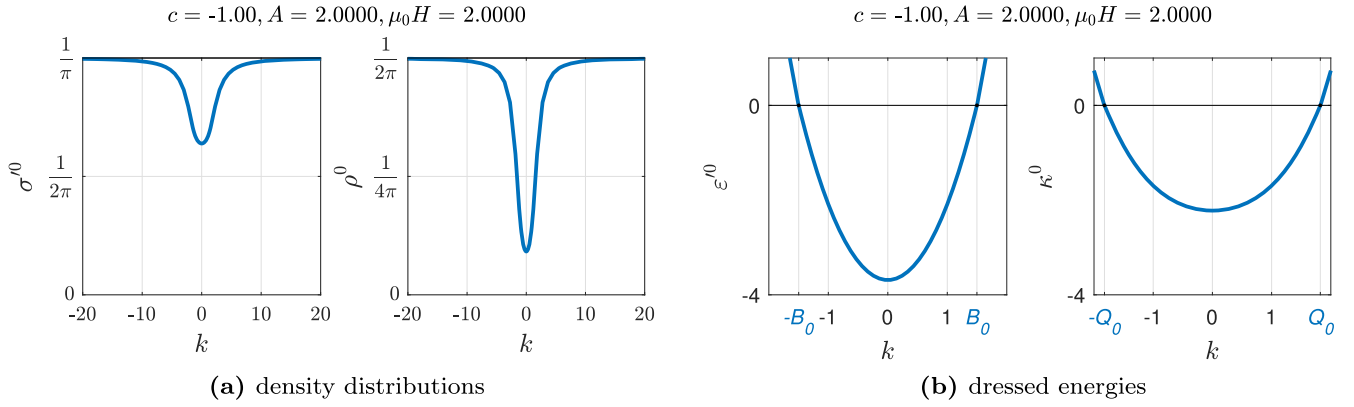 c = -1.00, A = 2.0000, μ₀H = 2.0000
c = -1.00, A = 2.0000, μ₀H = 2.0000
σ′⁰
1/π
1/2π
0
-20 -10 0 10 20
k
ρ⁰
1/2π
1/4π
0
-20 -10 0 10 20
k
ε′⁰
0
-4
-B₀ -1 0 1 B₀
k
κ⁰
0
-4
-Q₀ -1 0 1 Q₀
k
(a) density distributions
(b) dressed energies